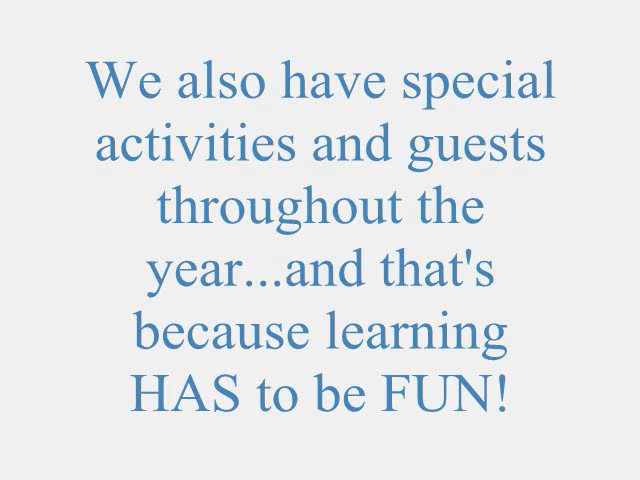 We also have special
activities and guests
throughout the
year...and that's
because learning
HAS to be FUN!